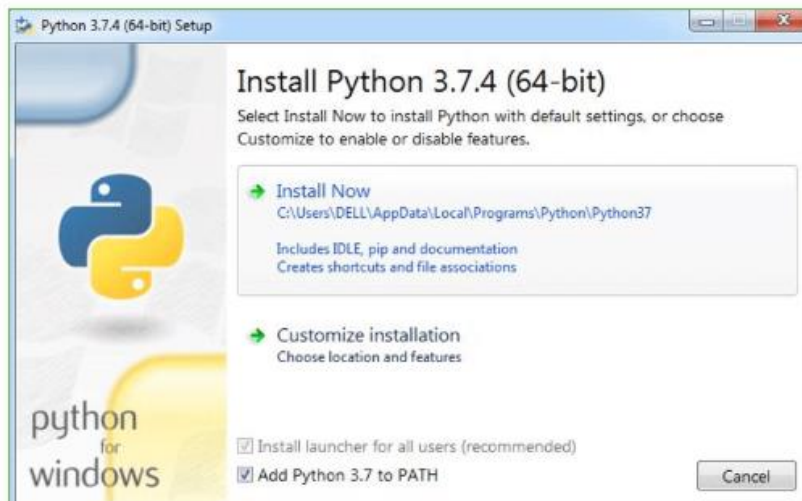 Python 3.7.4 (64-bit) Setup
Install Python 3.7.4 (64-bit)
Select Install Now to install Python with default settings, or choose
Customize to enable or disable features.
Install Now
C:\Users\DELL\AppData\Local\Programs\Python\Python37
Includes IDLE, pip and documentation
Creates shortcuts and file associations
Customize installation
Choose location and features
python
for
windows
Install launcher for all users (recommended)
Add Python 3.7 to PATH
Cancel